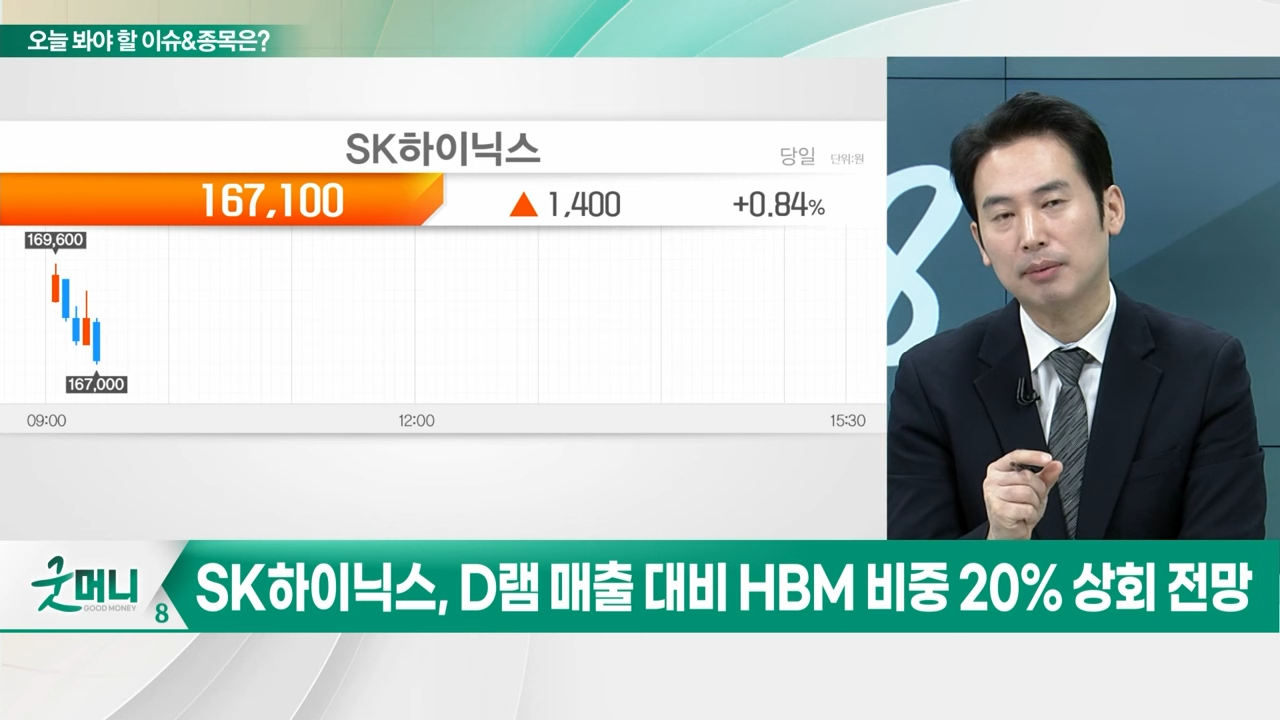 오늘 봐야 할 이슈&종목은?
SK하이닉스
당일 단위:원
167,100 ▲ 1,400 +0.84%
169,600
167,000
09:00 12:00 15:30
굿머니
GOOD MONEY
8
SK하이닉스, D램 매출 대비 HBM 비중 20% 상회 전망